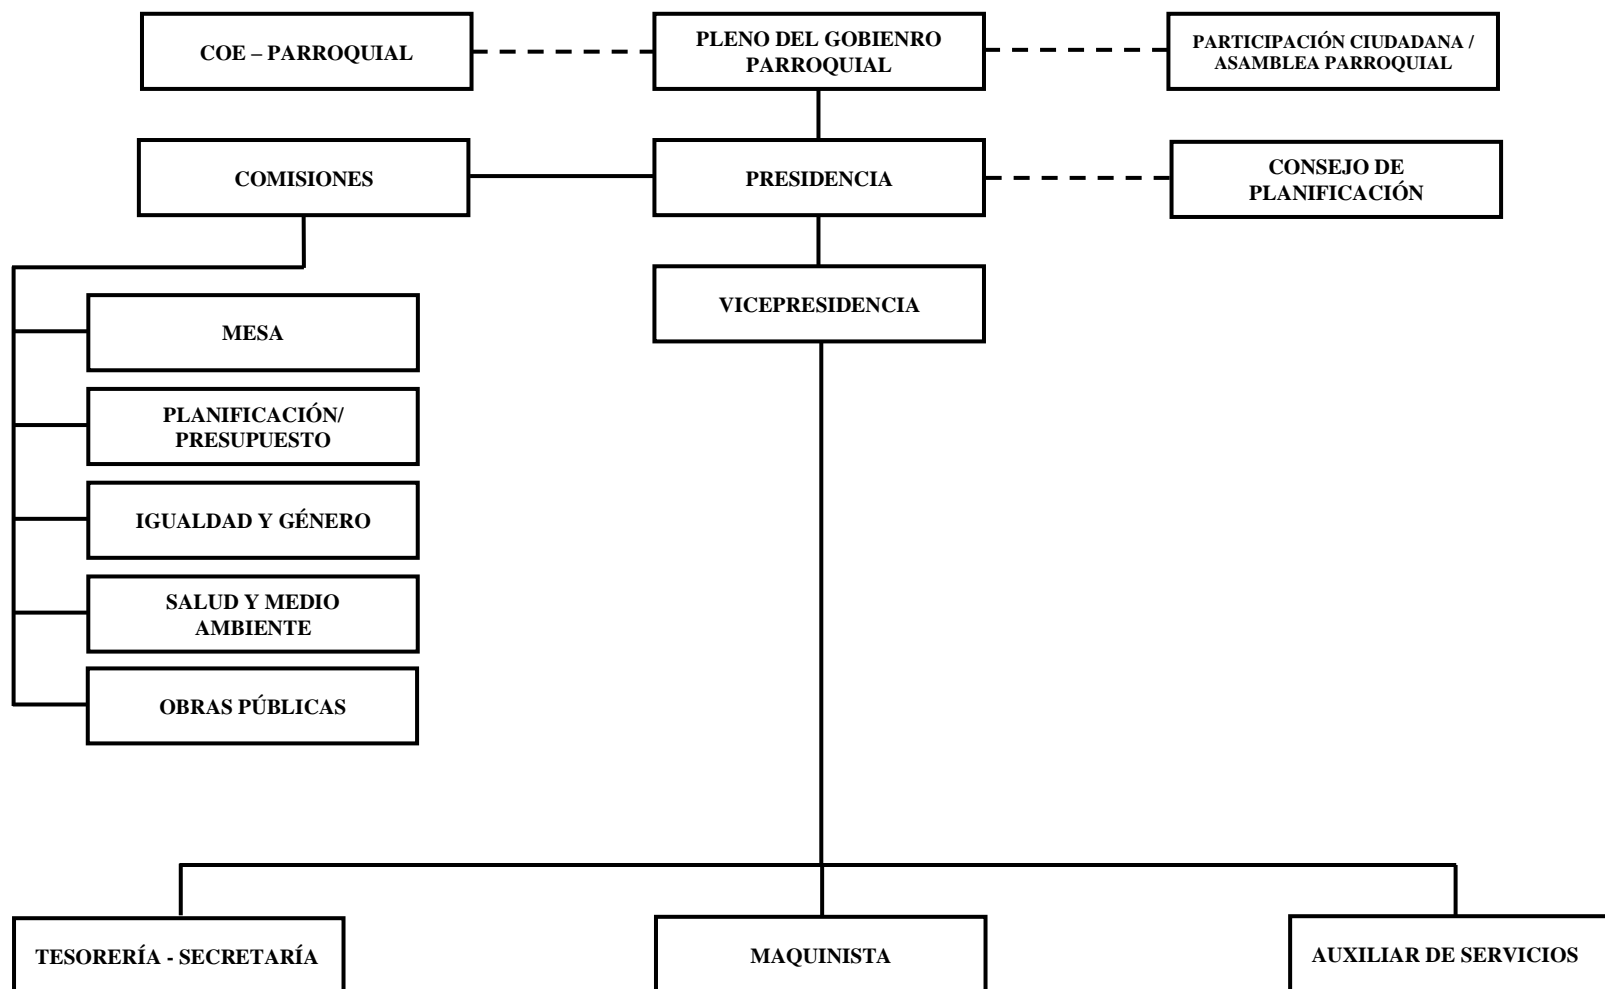 COE – PARROQUIAL
PLENO DEL GOBIENRO
PARROQUIAL
PARTICIPACIÓN CIUDADANA /
ASAMBLEA PARROQUIAL
COMISIONES
PRESIDENCIA
CONSEJO DE
PLANIFICACIÓN
VICEPRESIDENCIA
MESA
PLANIFICACIÓN/
PRESUPUESTO
IGUALDAD Y GÉNERO
SALUD Y MEDIO
AMBIENTE
OBRAS PÚBLICAS
TESORERÍA - SECRETARÍA
MAQUINISTA
AUXILIAR DE SERVICIOS